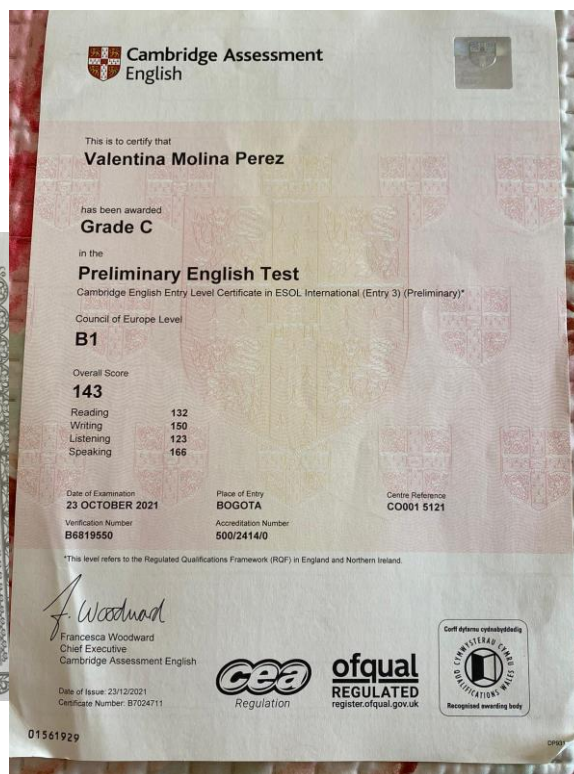 Cambridge Assessment
English
This is to certify that
Valentina Molina Perez
has been awarded
Grade C
in the
Preliminary English Test
Cambridge English Entry Level Certificate in ESOL International (Entry 3) (Preliminary)*
Council of Europe Level
B1
Overall Score
143
Reading 132
Writing 150
Listening 123
Speaking 166
Date of Examination Place of Entry Centre Reference
23 OCTOBER 2021 BOGOTA CO001 5121
Verification Number Accreditation Number
B6819550 500/2414/0
*This level refers to the Regulated Qualifications Framework (RQF) in England and Northern Ireland.
F. Woodward
Francesca Woodward
Chief Executive
Cambridge Assessment English
Date of Issue: 23/12/2021
Certificate Number: B7024711
cea
Regulation
ofqual
REGULATED
register.ofqual.gov.uk
Corff dyfarnu cydnabyddedig
CYMWYSTERAU CYMRU
QUALIFICATIONS WALES
Recognised awarding body
01561929